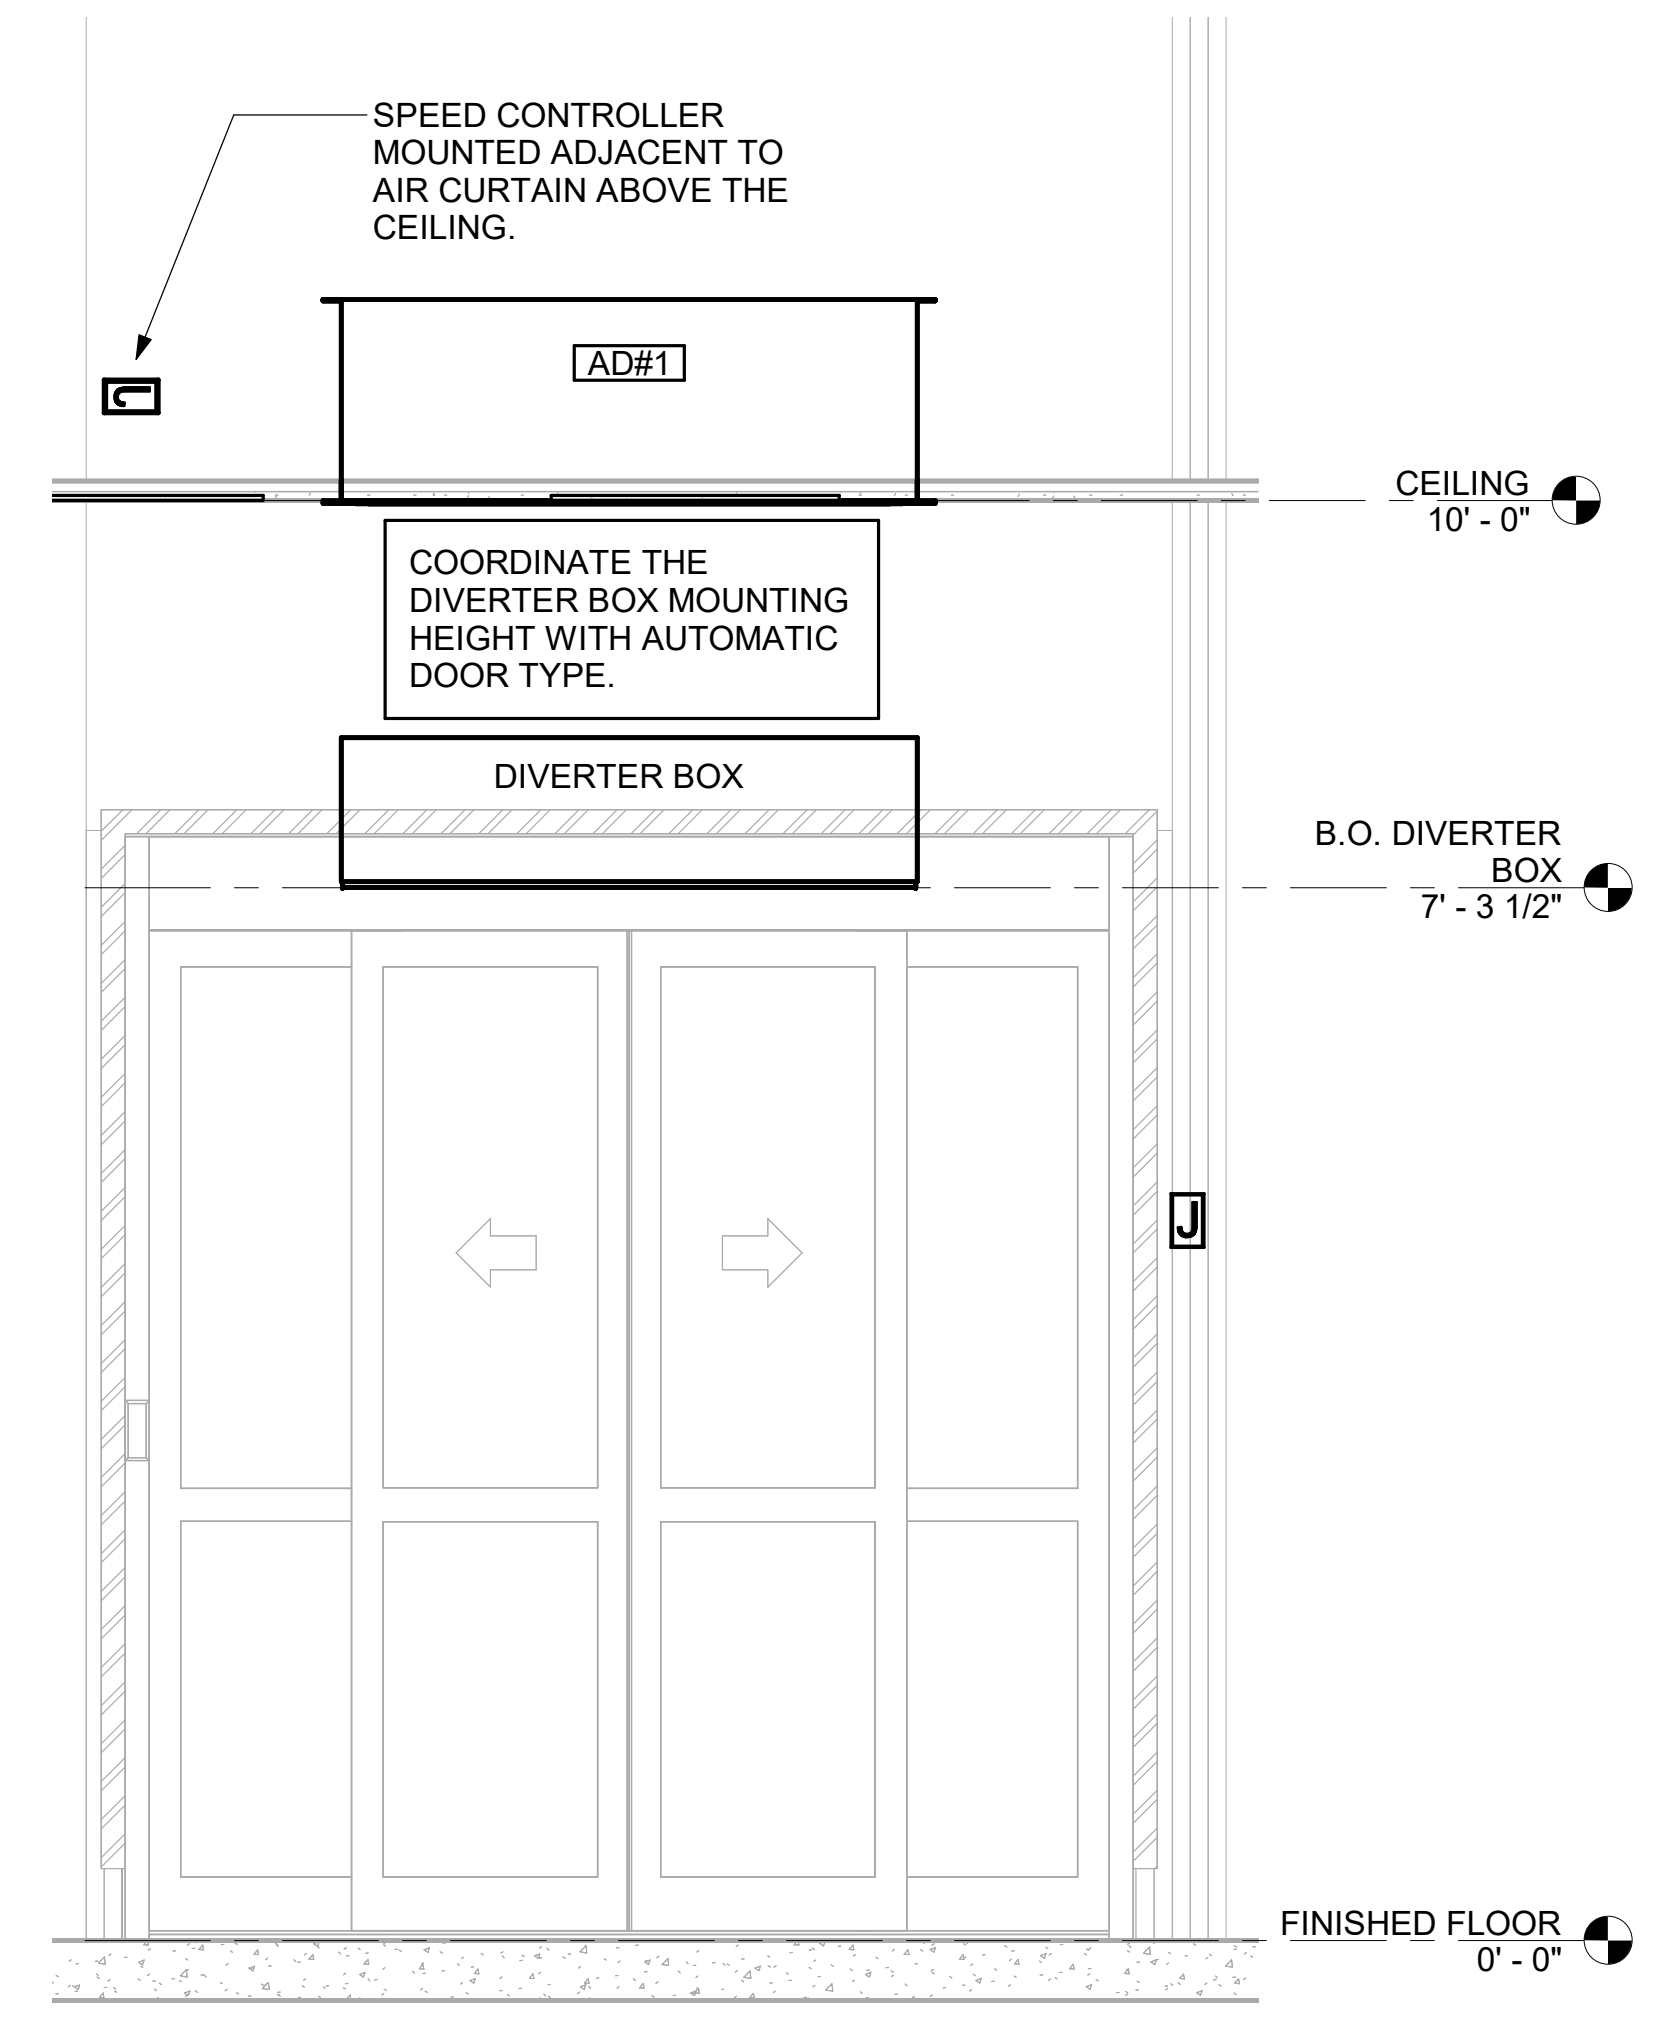 SPEED CONTROLLER
MOUNTED ADJACENT TO
AIR CURTAIN ABOVE THE
CEILING.
AD#1
J
CEILING
10' - 0"
COORDINATE THE
DIVERTER BOX MOUNTING
HEIGHT WITH AUTOMATIC
DOOR TYPE.
DIVERTER BOX
B.O. DIVERTER
BOX
7' - 3 1/2"
J
FINISHED FLOOR
0' - 0"